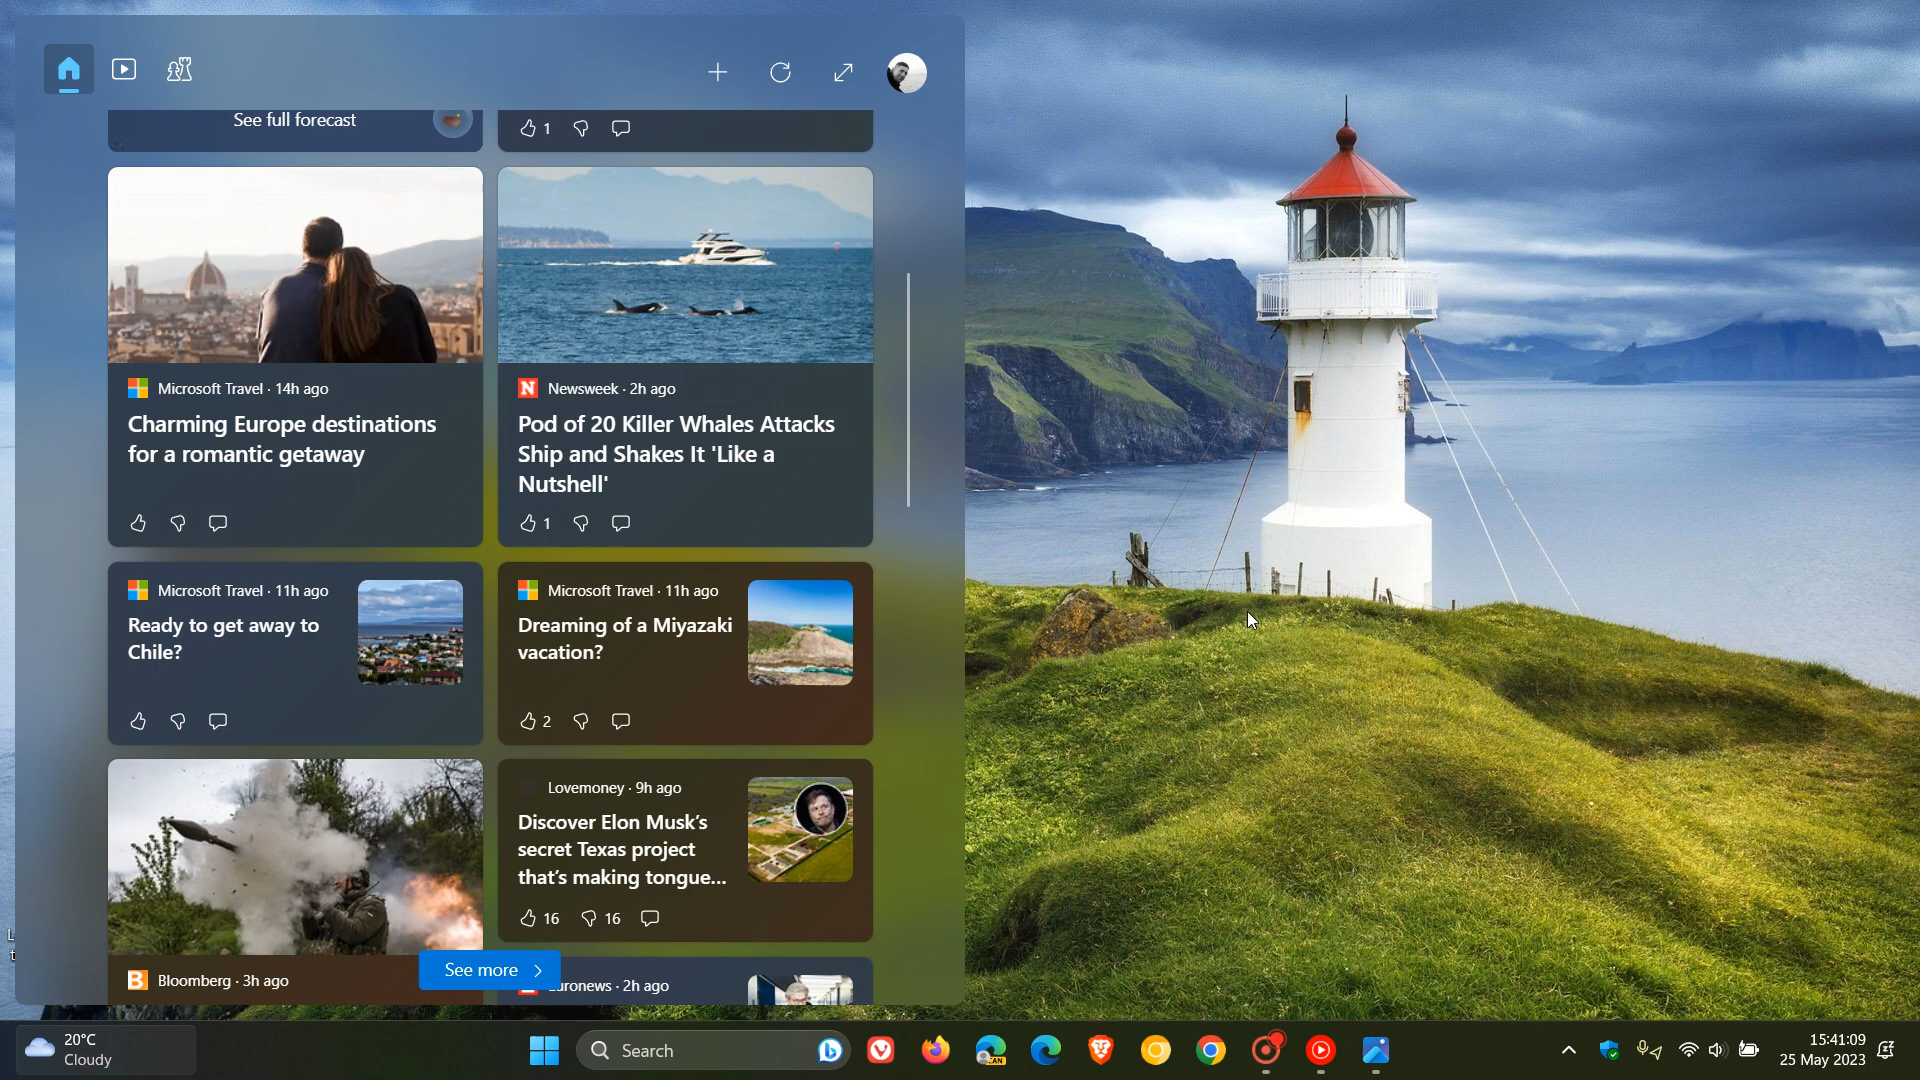 See full forecast
1
Microsoft Travel · 14h ago
Charming Europe destinations
for a romantic getaway
N Newsweek · 2h ago
Pod of 20 Killer Whales Attacks
Ship and Shakes It 'Like a
Nutshell'
1
Microsoft Travel · 11h ago
Ready to get away to
Chile?
Microsoft Travel · 11h ago
Dreaming of a Miyazaki
vacation?
2
Lovemoney · 9h ago
Discover Elon Musk’s
secret Texas project
that’s making tongue...
16 16
B Bloomberg · 3h ago
See more
uronews · 2h ago
L
t
20°C
Cloudy
Search
CAN
15:41:09
25 May 2023